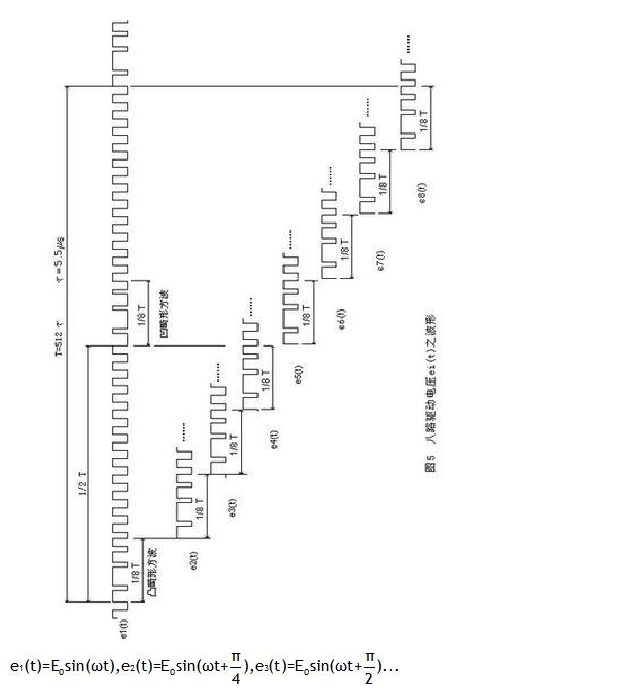 T=512 τ τ=5.5μs
1/2 T
1/8 T
凸畸形方波
1/8 T
凹畸形方波
e1(t)
1/8 T
e2(t)
1/8 T
e3(t)
1/8 T
e4(t)
1/8 T
e5(t)
1/8 T
e6(t)
1/8 T
e7(t)
1/8 T
e8(t)
图5 八路驱动电压ei(t)之波形
e₁(t)=E₀sin(ωt),e₂(t)=E₀sin(ωt+π/4),e₃(t)=E₀sin(ωt+π/2)…